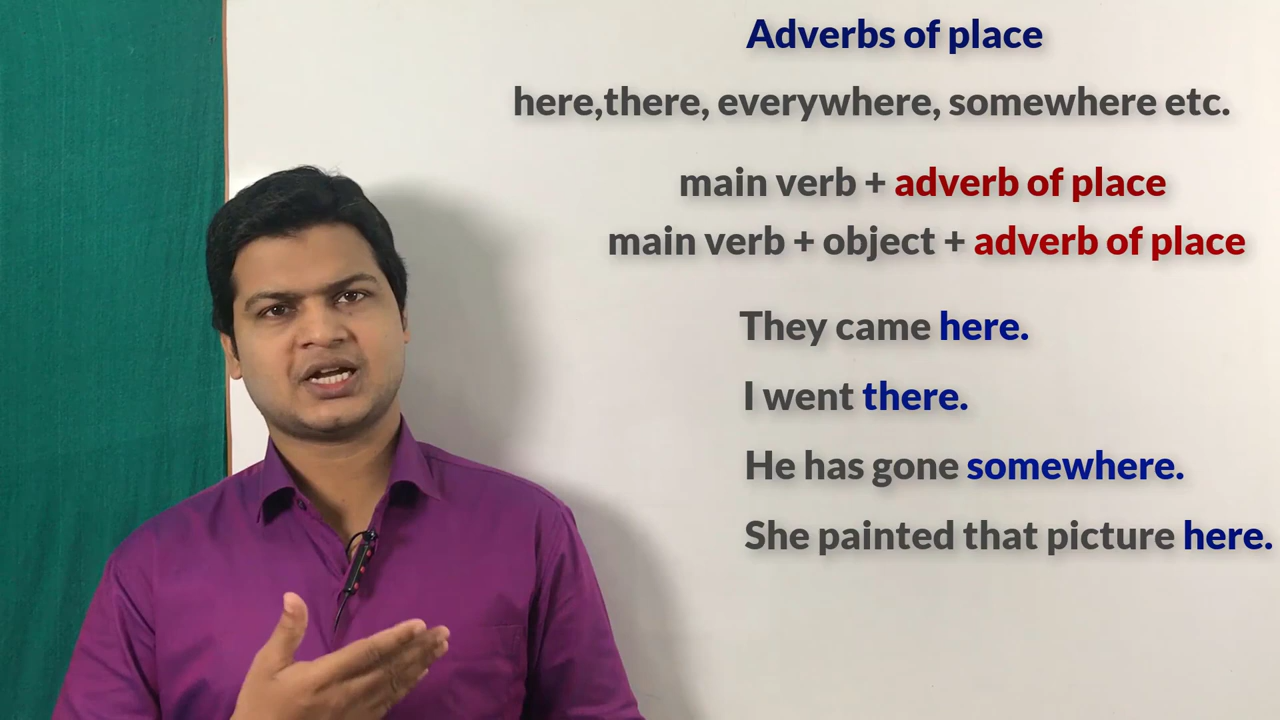 Adverbs of place
here,there, everywhere, somewhere etc.
main verb + adverb of place
main verb + object + adverb of place
They came here.
I went there.
He has gone somewhere.
She painted that picture here.